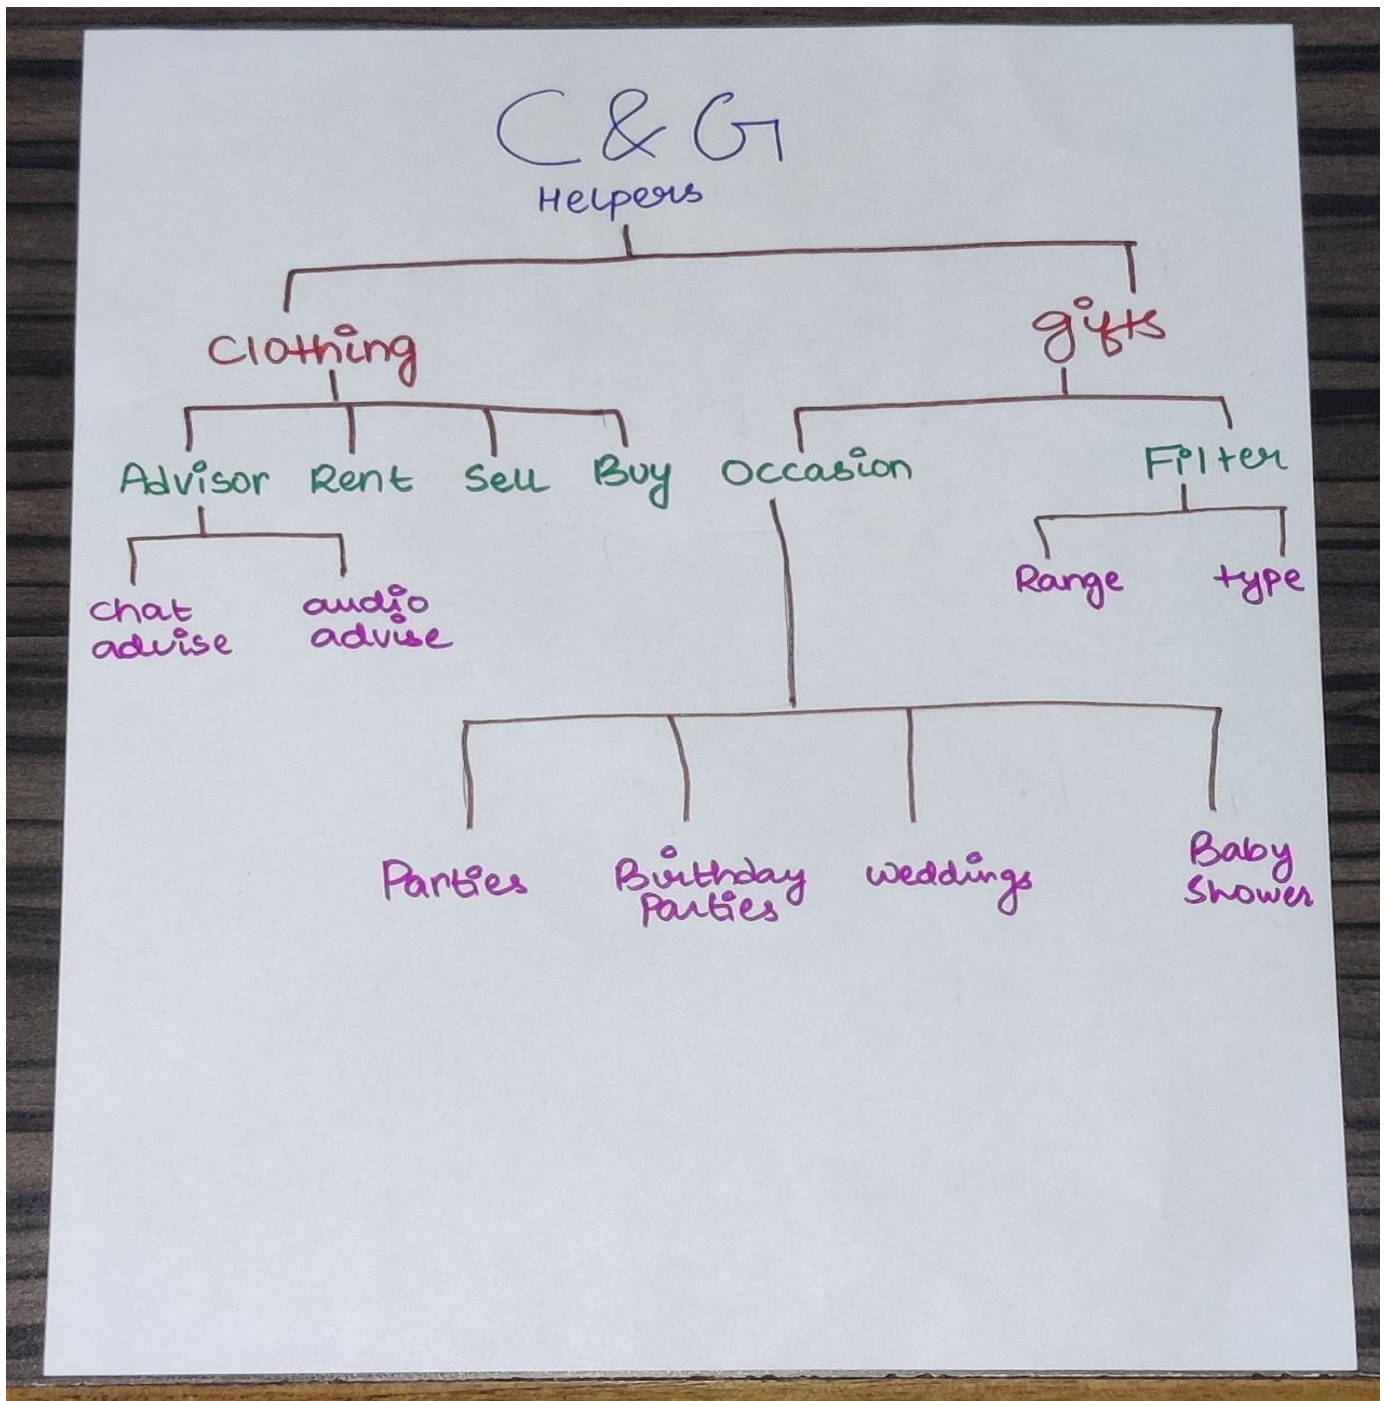 C & G
Helpers
Clothing
gifts
Advisor Rent Sell Buy Occasion Filter
chat
advise
audio
advise
Range type
Parties
Birthday
Parties
weddings
Baby
Shower